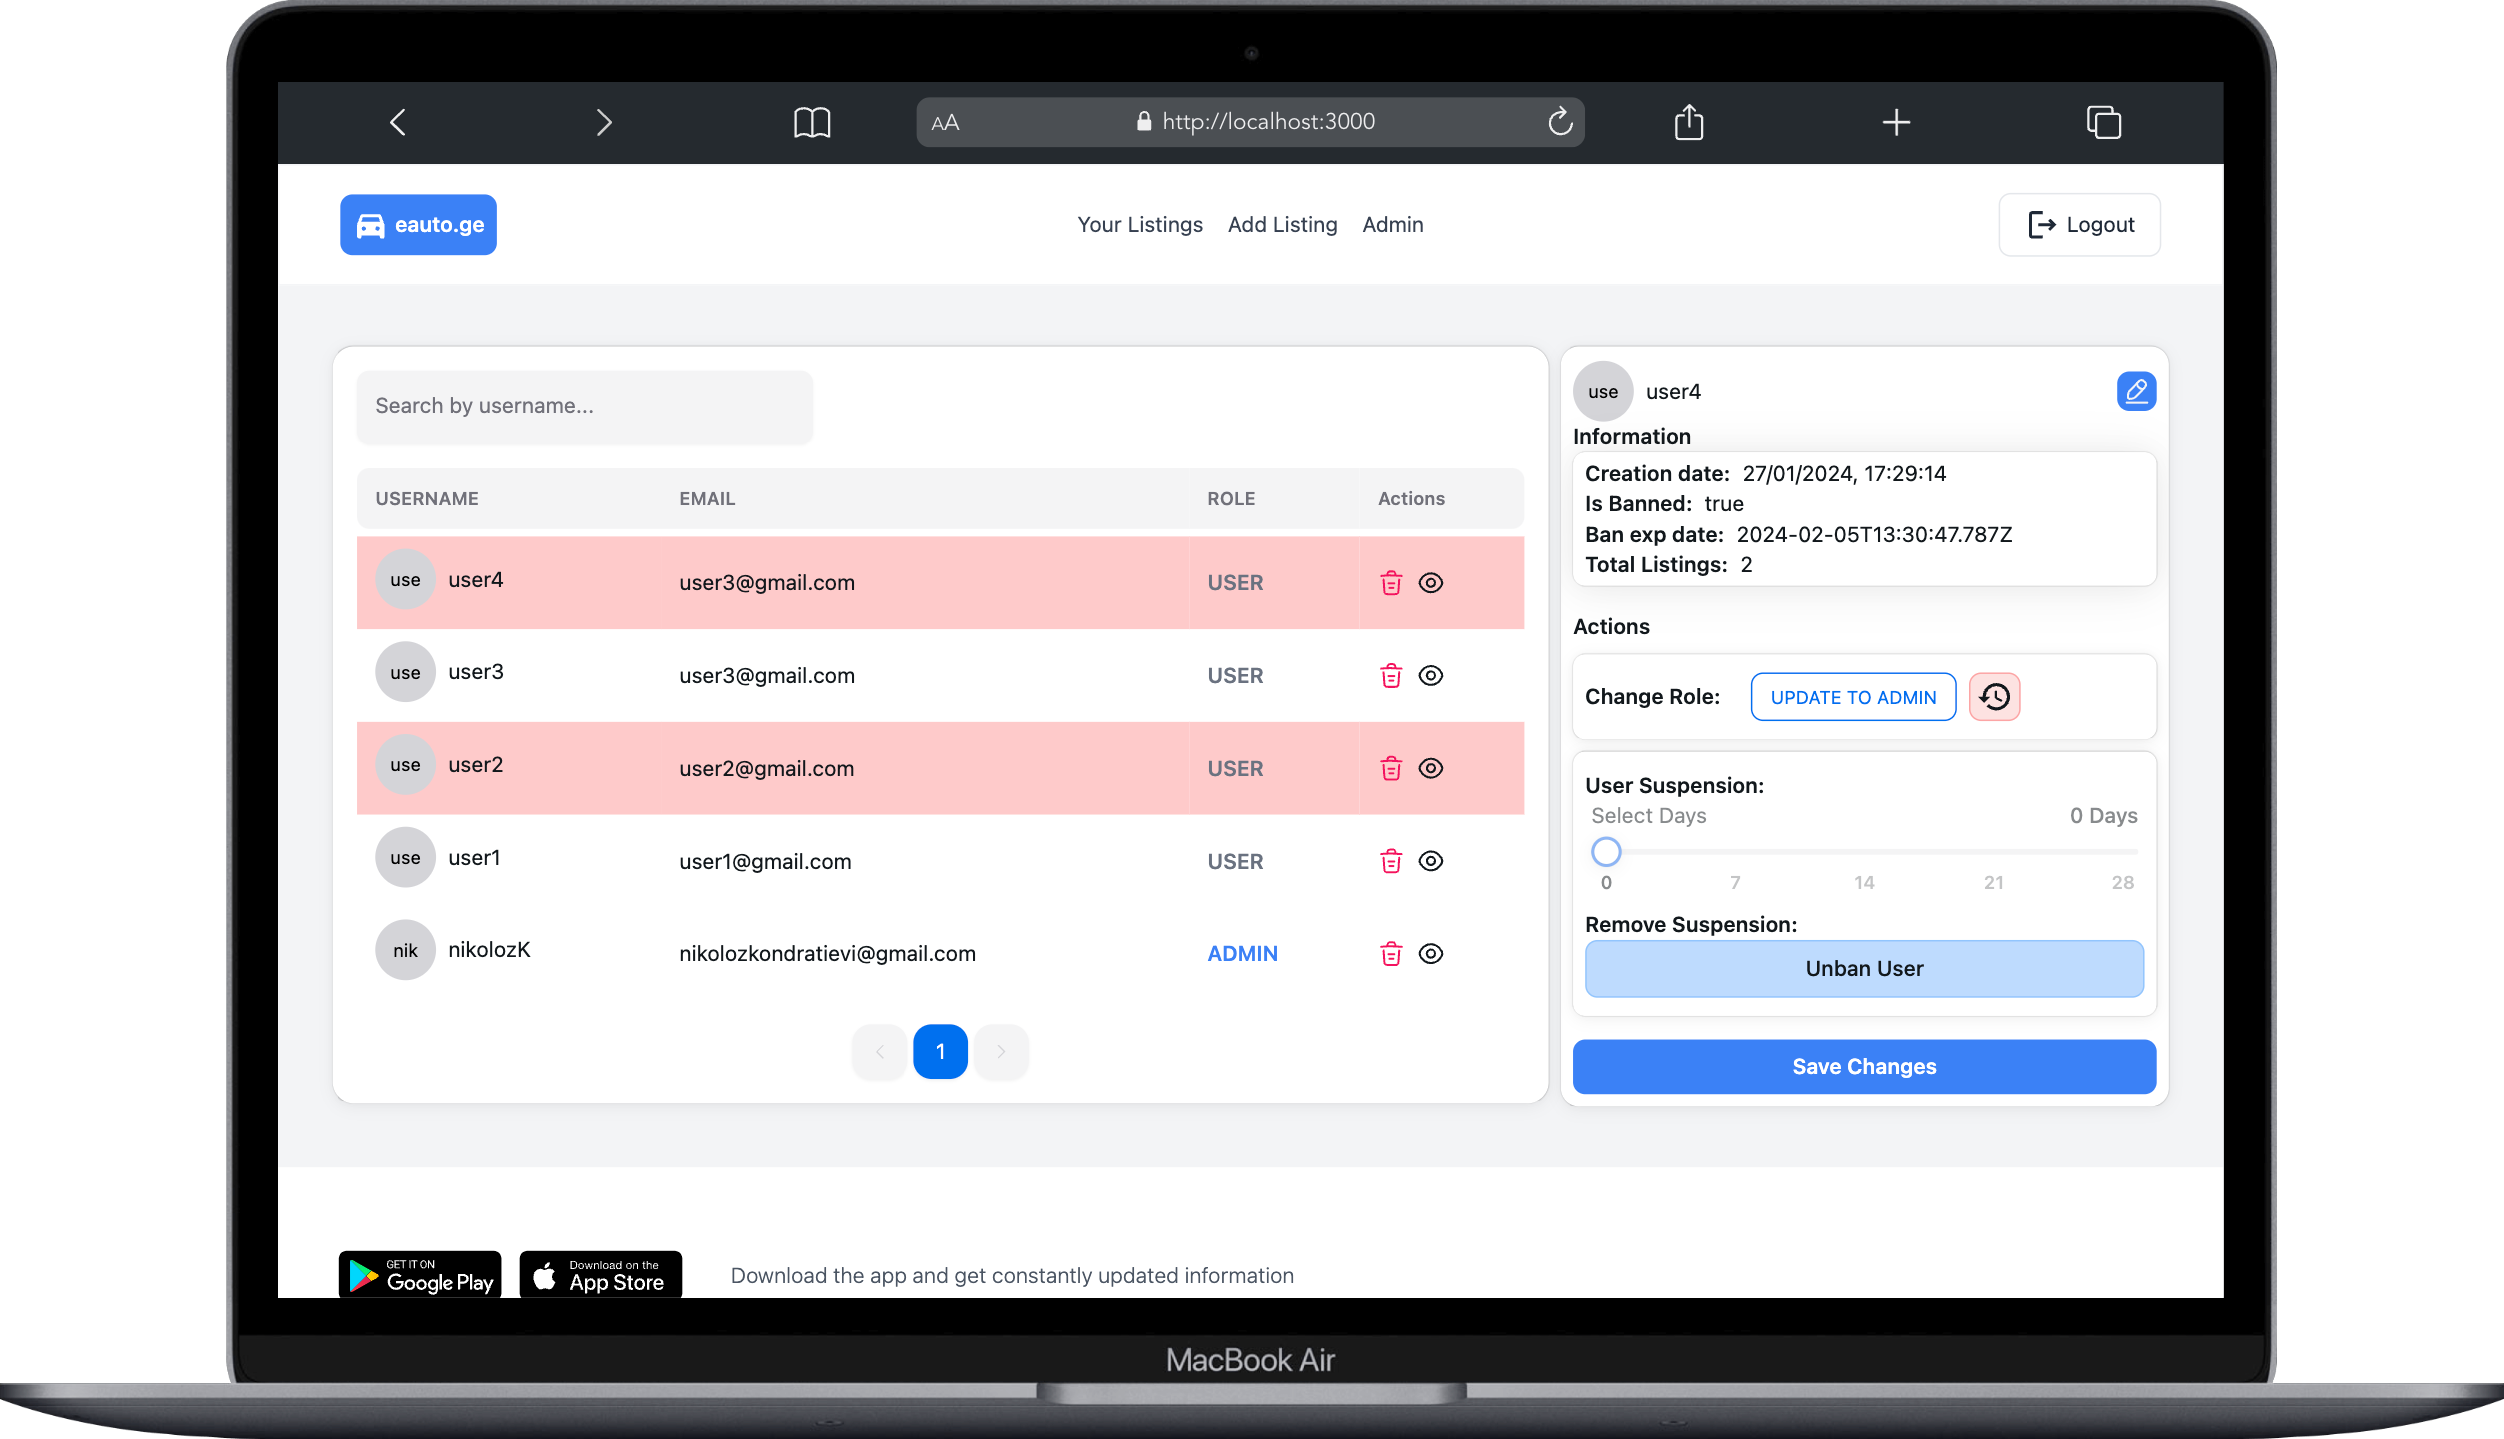 AA http://localhost:3000
eauto.ge
Your Listings Add Listing Admin
Logout
Search by username...
USERNAME EMAIL ROLE Actions
use user4 user3@gmail.com USER
use user3 user3@gmail.com USER
use user2 user2@gmail.com USER
use user1 user1@gmail.com USER
nik nikolozK nikolozkondratievi@gmail.com ADMIN
1
use user4
Information
Creation date: 27/01/2024, 17:29:14
Is Banned: true
Ban exp date: 2024-02-05T13:30:47.787Z
Total Listings: 2
Actions
Change Role: UPDATE TO ADMIN
User Suspension:
Select Days 0 Days
0 7 14 21 28
Remove Suspension:
Unban User
Save Changes
GET IT ON
Google Play
Download on the
App Store
Download the app and get constantly updated information
MacBook Air